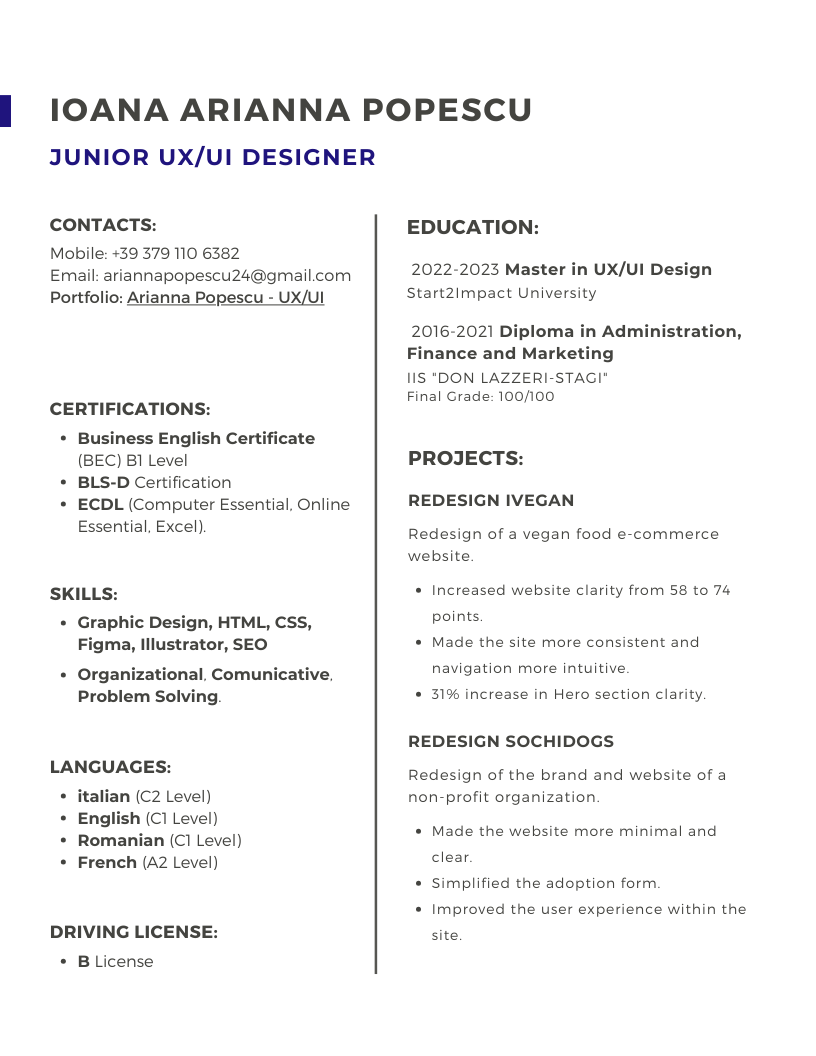 IOANA ARIANNA POPESCU
JUNIOR UX/UI DESIGNER
CONTACTS:
Mobile: +39 379 110 6382
Email: ariannapopescu24@gmail.com
Portfolio: Arianna Popescu - UX/UI
CERTIFICATIONS:
• Business English Certificate
(BEC) B1 Level
• BLS-D Certification
• ECDL (Computer Essential, Online
Essential, Excel).
SKILLS:
• Graphic Design, HTML, CSS,
Figma, Illustrator, SEO
• Organizational, Comunicative,
Problem Solving.
LANGUAGES:
• italian (C2 Level)
• English (C1 Level)
• Romanian (C1 Level)
• French (A2 Level)
DRIVING LICENSE:
• B License
EDUCATION:
2022-2023 Master in UX/UI Design
Start2Impact University
2016-2021 Diploma in Administration,
Finance and Marketing
IIS "DON LAZZERI-STAGI"
Final Grade: 100/100
PROJECTS:
REDESIGN IVEGAN
Redesign of a vegan food e-commerce
website.
• Increased website clarity from 58 to 74
points.
• Made the site more consistent and
navigation more intuitive.
• 31% increase in Hero section clarity.
REDESIGN SOCHIDOGS
Redesign of the brand and website of a
non-profit organization.
• Made the website more minimal and
clear.
• Simplified the adoption form.
• Improved the user experience within the
site.